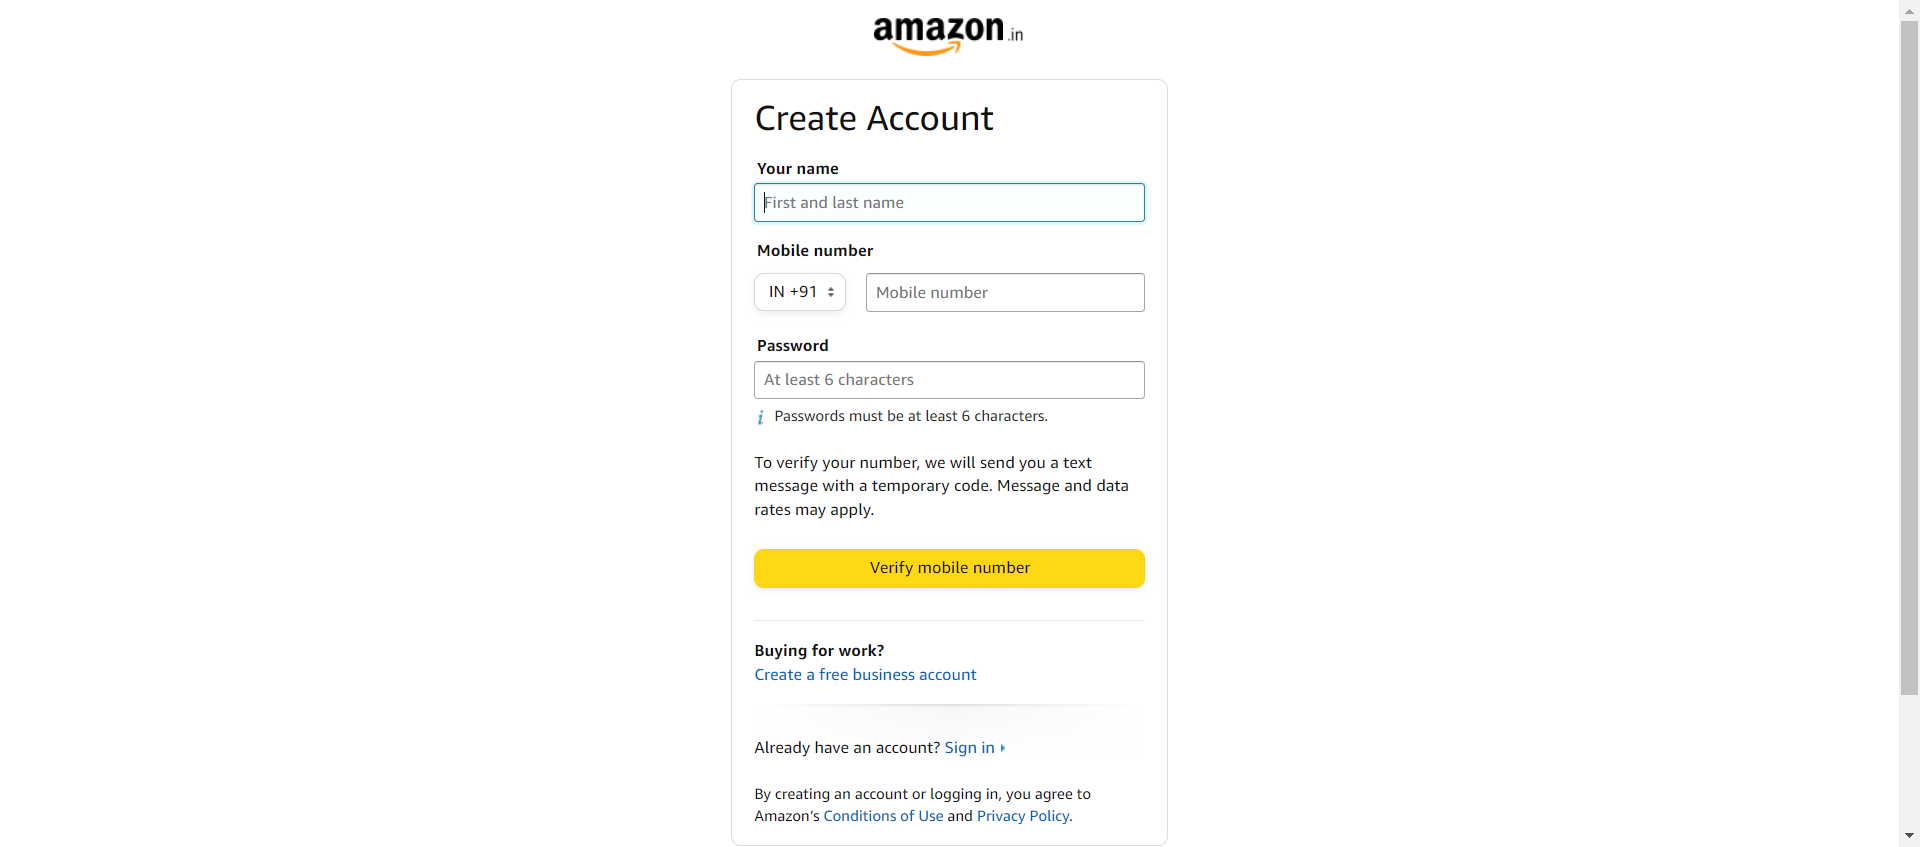 amazon.in
Create Account
Your name
First and last name
Mobile number
IN +91 Mobile number
Password
At least 6 characters
i Passwords must be at least 6 characters.
To verify your number, we will send you a text
message with a temporary code. Message and data
rates may apply.
Verify mobile number
Buying for work?
Create a free business account
Already have an account? Sign in
By creating an account or logging in, you agree to
Amazon’s Conditions of Use and Privacy Policy.